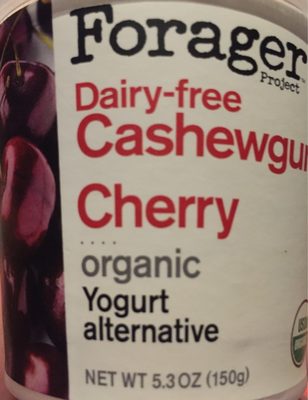 Forager
Project
Dairy-free
Cashewgu
Cherry
organic
Yogurt
alternative
NET WT 5.3 OZ (150g)